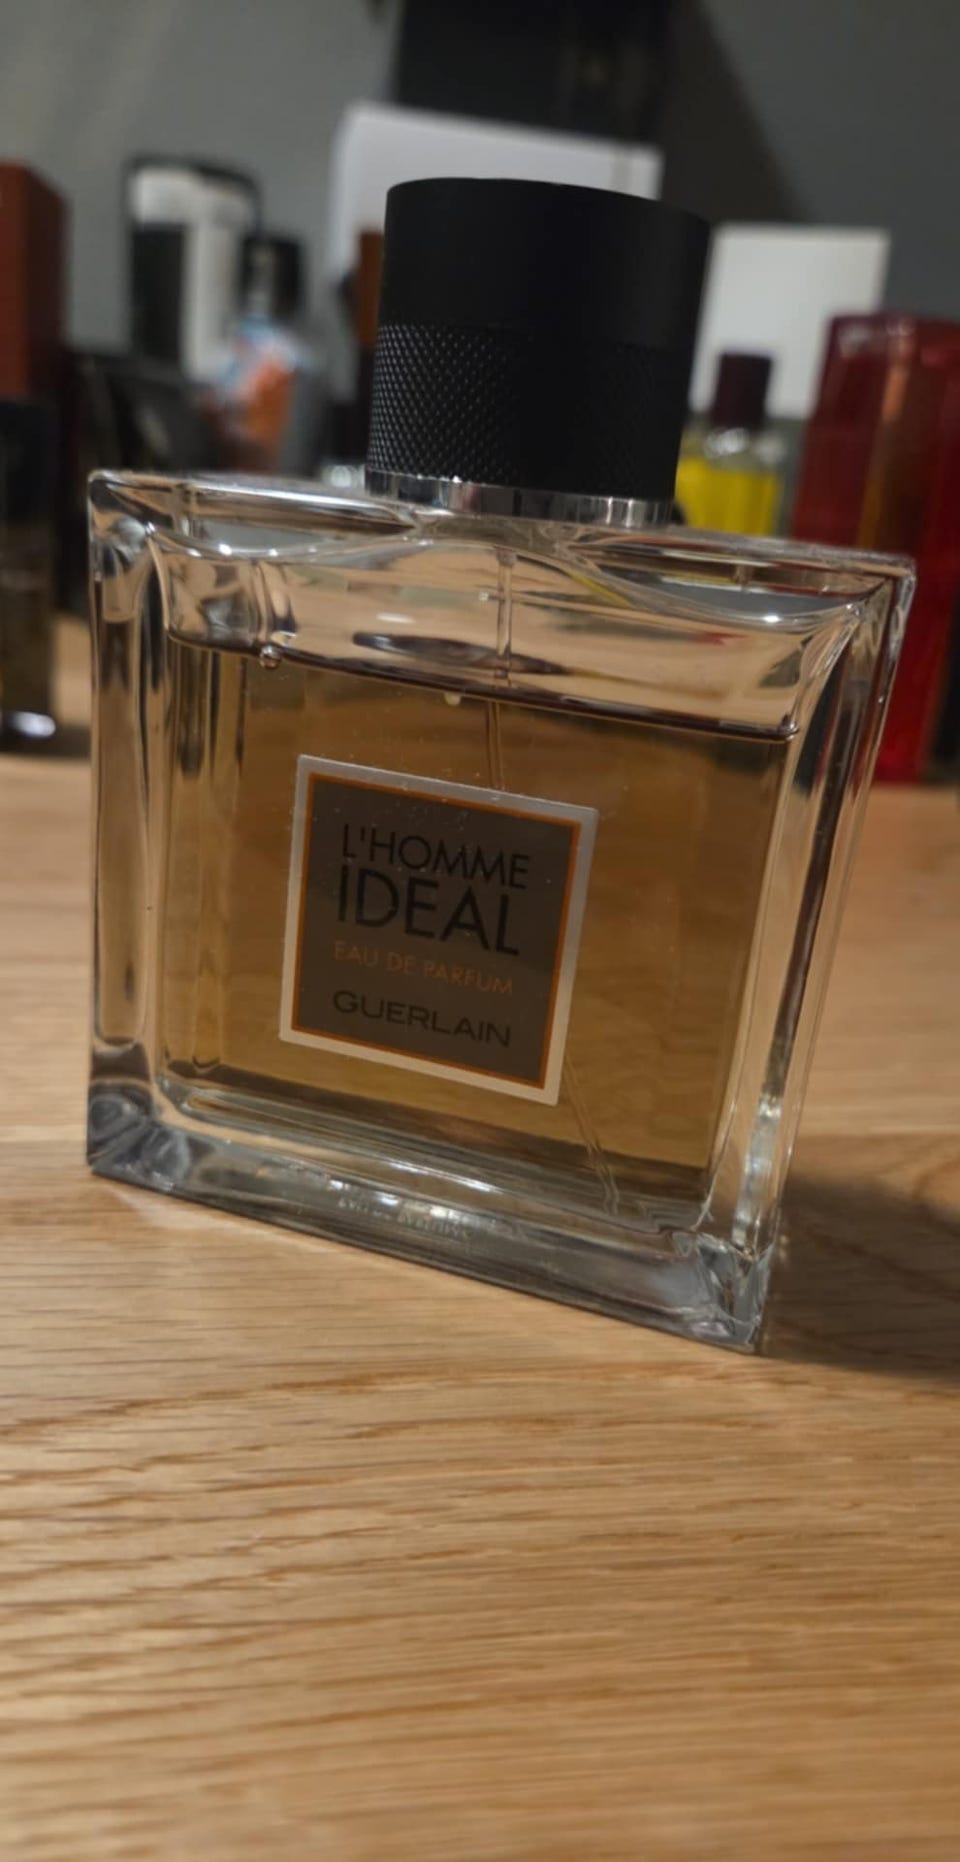 L'HOMME
IDEAL
EAU DE PARFUM
GUERLAIN